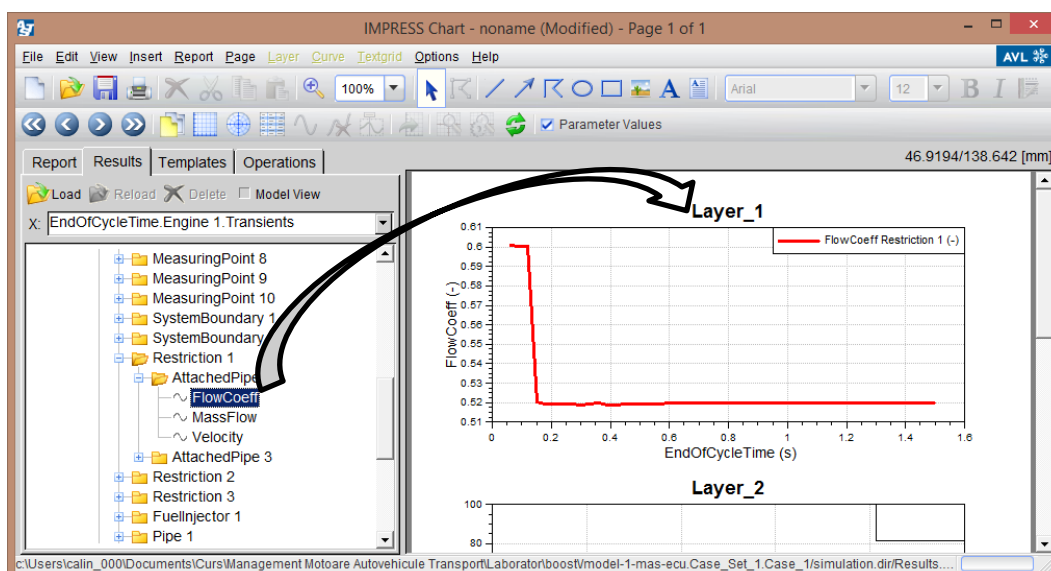 IMPRESS Chart - noname (Modified) - Page 1 of 1
File Edit View Insert Report Page Layer Curve Textgrid Options Help
AVL
100% A Arial 12 B I
Parameter Values
Report Results Templates Operations
46.9194/138.642 [mm]
Load Reload Delete Model View
X: EndOfCycleTime.Engine 1.Transients
MeasuringPoint 8
MeasuringPoint 9
MeasuringPoint 10
SystemBoundary 1
SystemBoundary
Restriction 1
AttachedPipe
FlowCoeff
MassFlow
Velocity
AttachedPipe 3
Restriction 2
Restriction 3
FuelInjector 1
Pipe 1
Layer_1
FlowCoeff Restriction 1 (-)
FlowCoeff (-)
0.61
0.6
0.59
0.58
0.57
0.56
0.55
0.54
0.53
0.52
0.51
0 0.2 0.4 0.6 0.8 1 1.2 1.4 1.6
EndOfCycleTime (s)
Layer_2
100
80
c:\Users\calin_000\Documents\Curs\Management Motoare Autovehicule Transport\Laborator\boost\model-1-mas-ecu.Case_Set_1.Case_1\simulation.dir/Results....